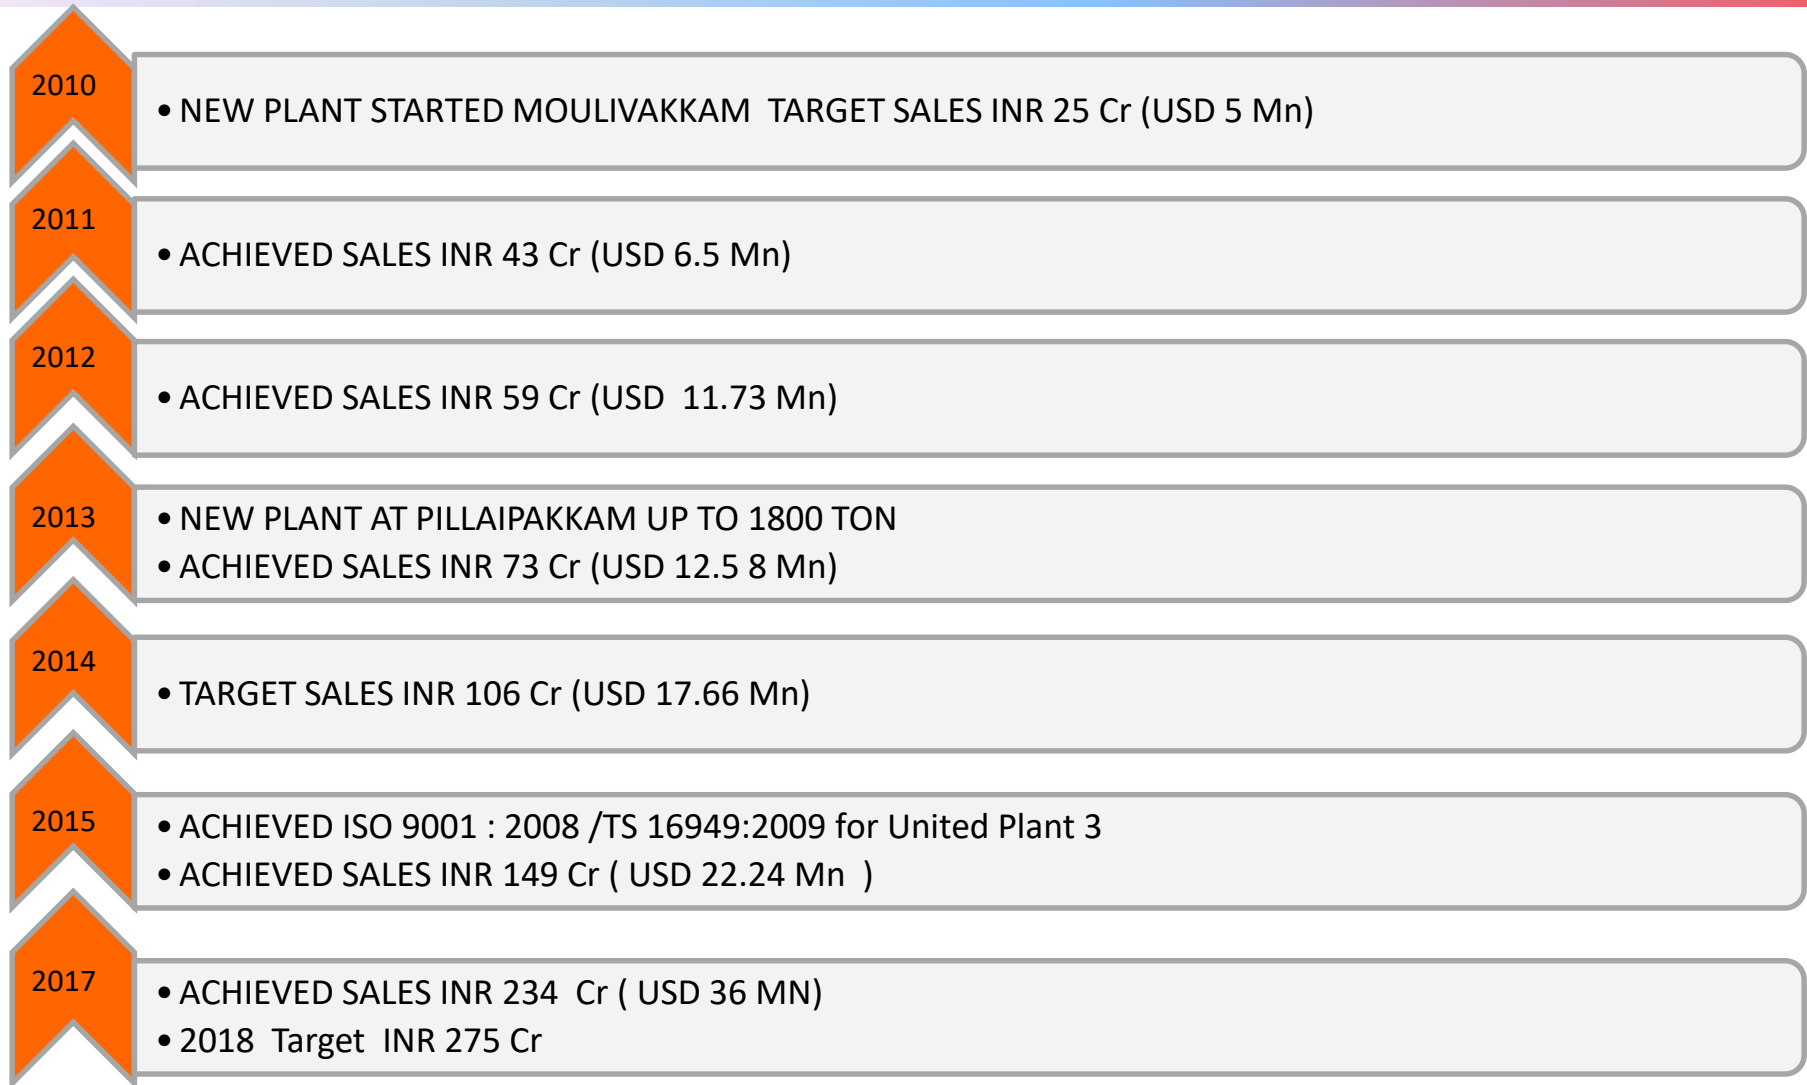 2010
• NEW PLANT STARTED MOULIVAKKAM  TARGET SALES INR 25 Cr (USD 5 Mn)
2011
• ACHIEVED SALES INR 43 Cr (USD 6.5 Mn)
2012
• ACHIEVED SALES INR 59 Cr (USD  11.73 Mn)
2013
• NEW PLANT AT PILLAIPAKKAM UP TO 1800 TON
• ACHIEVED SALES INR 73 Cr (USD 12.5 8 Mn)
2014
• TARGET SALES INR 106 Cr (USD 17.66 Mn)
2015
• ACHIEVED ISO 9001 : 2008 /TS 16949:2009 for United Plant 3
• ACHIEVED SALES INR 149 Cr ( USD 22.24 Mn  )
2017
• ACHIEVED SALES INR 234  Cr ( USD 36 MN)
• 2018  Target  INR 275 Cr